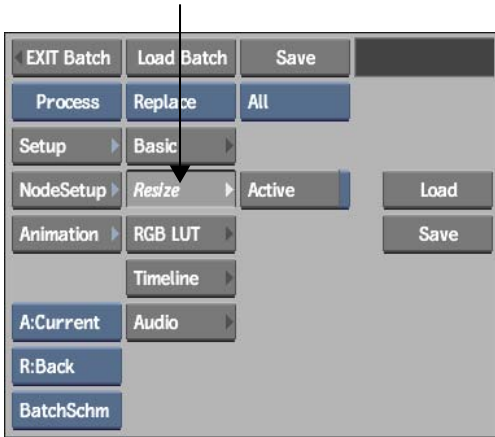 EXIT Batch Load Batch Save
Process Replace All
Setup Basic
NodeSetup Resize Active Load
Animation RGB LUT Save
Timeline
A:Current Audio
R:Back
BatchSchm